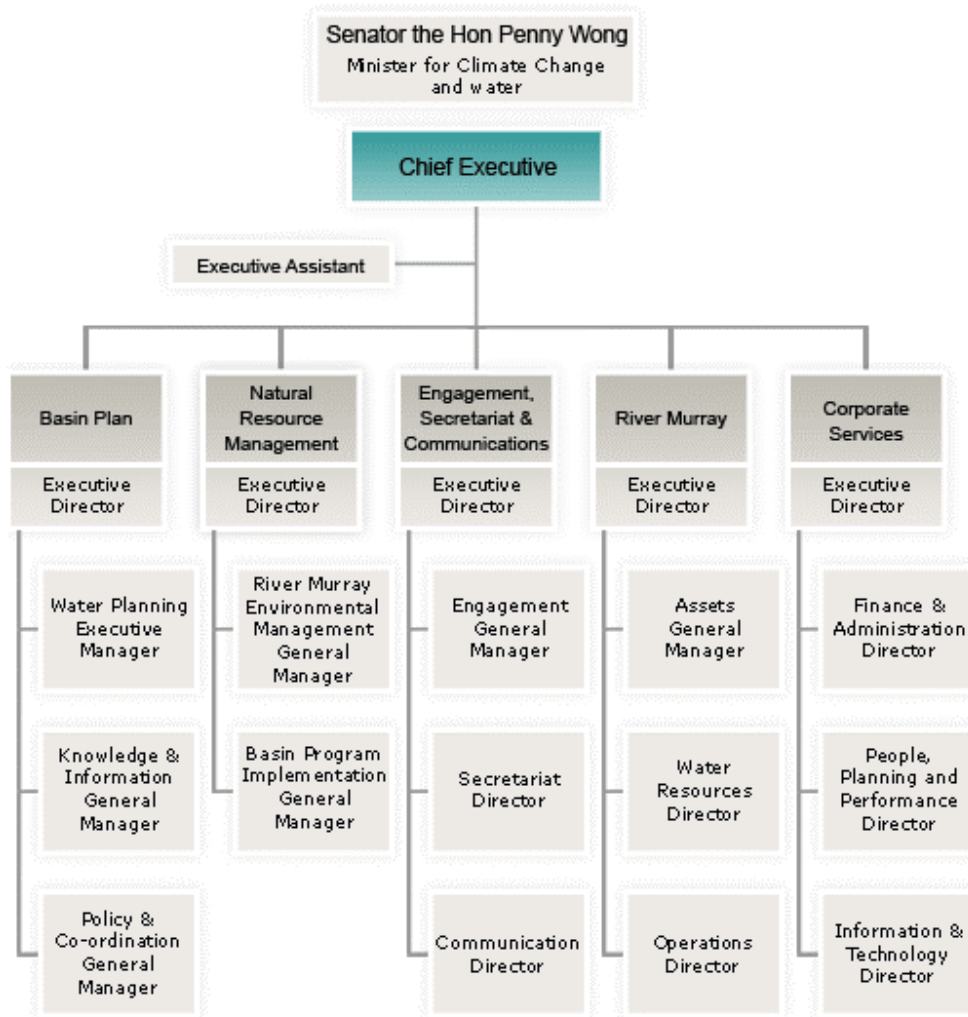 Senator the Hon Penny Wong
Minister for Climate Change
and water
Chief Executive
Executive Assistant
Basin Plan
Executive
Director
Water Planning
Executive
Manager
Knowledge &
Information
General
Manager
Policy &
Co-ordination
General
Manager
Natural
Resource
Management
Executive
Director
River Murray
Environmental
Management
General
Manager
Basin Program
Implementation
General
Manager
Engagement,
Secretariat &
Communications
Executive
Director
Engagement
General
Manager
Secretariat
Director
Communication
Director
River Murray
Executive
Director
Assets
General
Manager
Water
Resources
Director
Operations
Director
Corporate
Services
Executive
Director
Finance &
Administration
Director
People,
Planning and
Performance
Director
Information &
Technology
Director